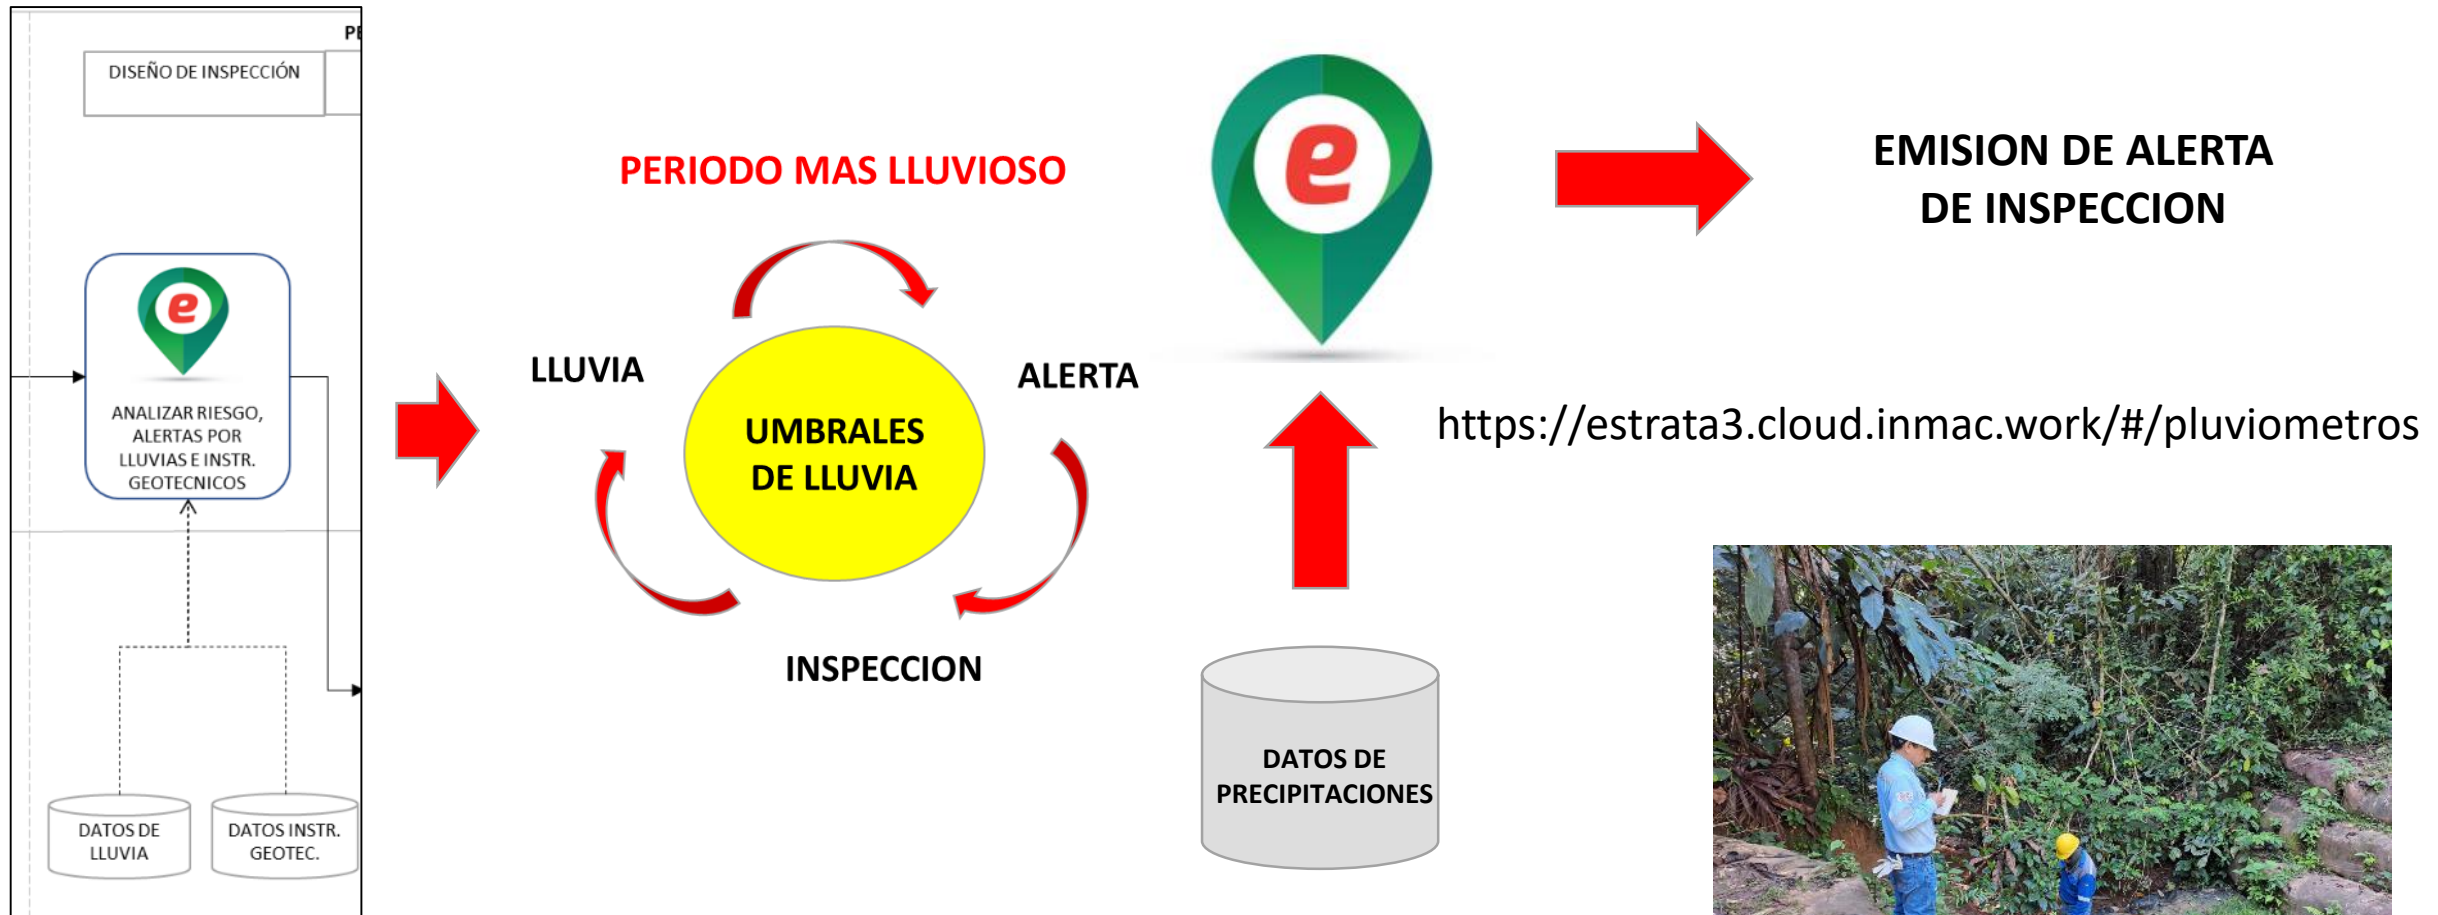 PE
DISEÑO DE INSPECCIÓN
e
ANALIZAR RIESGO,
ALERTAS POR
LLUVIAS E INSTR.
GEOTECNICOS
DATOS DE
LLUVIA
DATOS INSTR.
GEOTEC.
PERIODO MAS LLUVIOSO
LLUVIA
ALERTA
UMBRALES
DE LLUVIA
INSPECCION
e
DATOS DE
PRECIPITACIONES
EMISION DE ALERTA
DE INSPECCION
https://estrata3.cloud.inmac.work/#/pluviometros